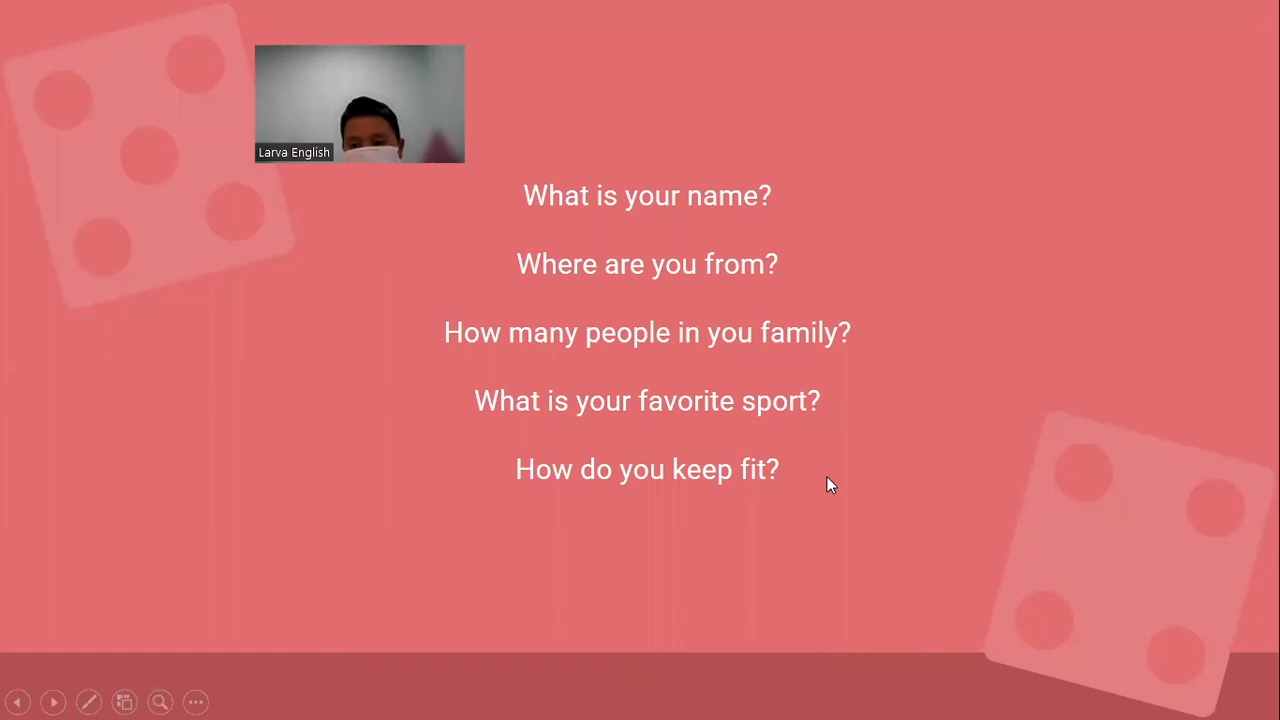 Larva English
What is your name?
Where are you from?
How many people in you family?
What is your favorite sport?
How do you keep fit?